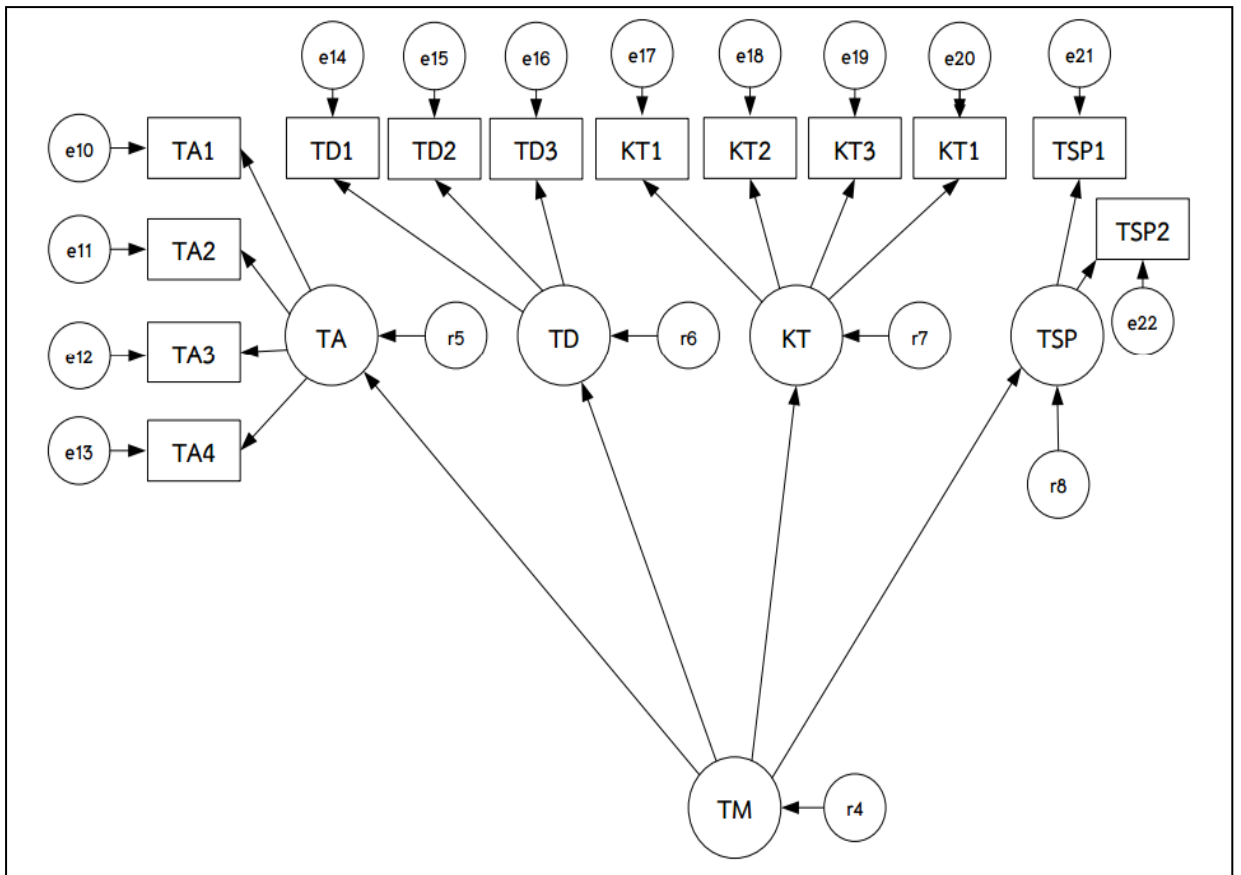 e14 e15 e16 e17 e18 e19 e20 e21
e10 TA1 TD1 TD2 TD3 KT1 KT2 KT3 KT1 TSP1
e11 TA2 TSP2
e12 TA3 TA r5 TD r6 KT r7 TSP e22
e13 TA4 r8
TM r4